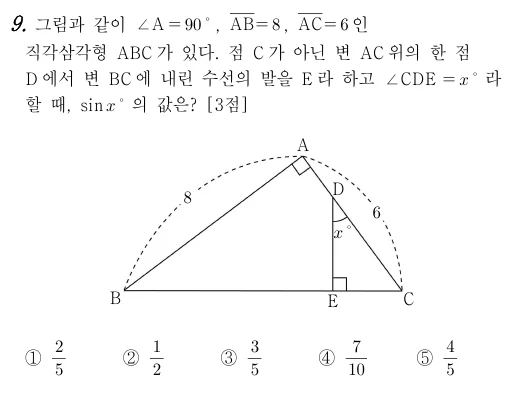 9. 그림과 같이 ∠A=90°, AB=8, AC=6인
직각삼각형 ABC가 있다. 점 C가 아닌 변 AC위의 한 점
D에서 변 BC에 내린 수선의 발을 E라 하고 ∠CDE=x°라
할 때, sinx°의 값은? [3점]
A
8
D
6
x°
B
E
C
① 2/5 ② 1/2 ③ 3/5 ④ 7/10 ⑤ 4/5